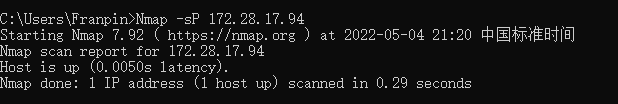 C:\Users\Franpin>Nmap -sP 172.28.17.94
Starting Nmap 7.92 ( https://nmap.org ) at 2022-05-04 21:20 中国标准时间
Nmap scan report for 172.28.17.94
Host is up (0.0050s latency).
Nmap done: 1 IP address (1 host up) scanned in 0.29 seconds